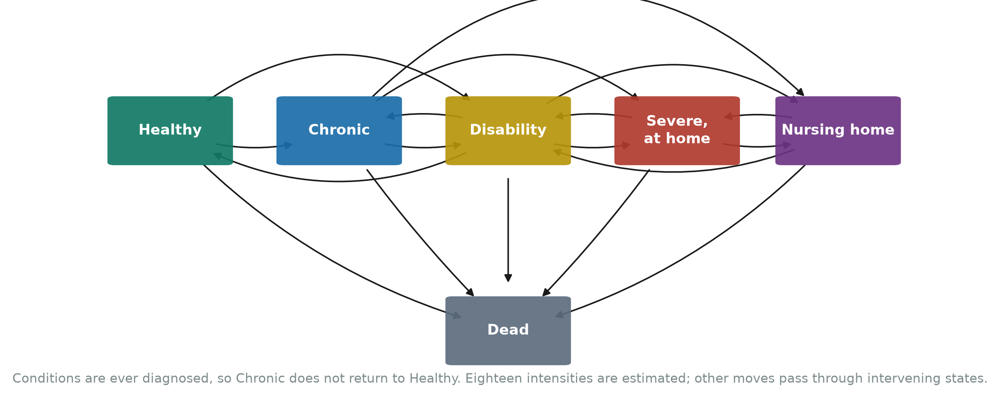 Healthy
Chronic
Disability
Severe,
at home
Nursing home
Dead
Conditions are ever diagnosed, so Chronic does not return to Healthy. Eighteen intensities are estimated; other moves pass through intervening states.